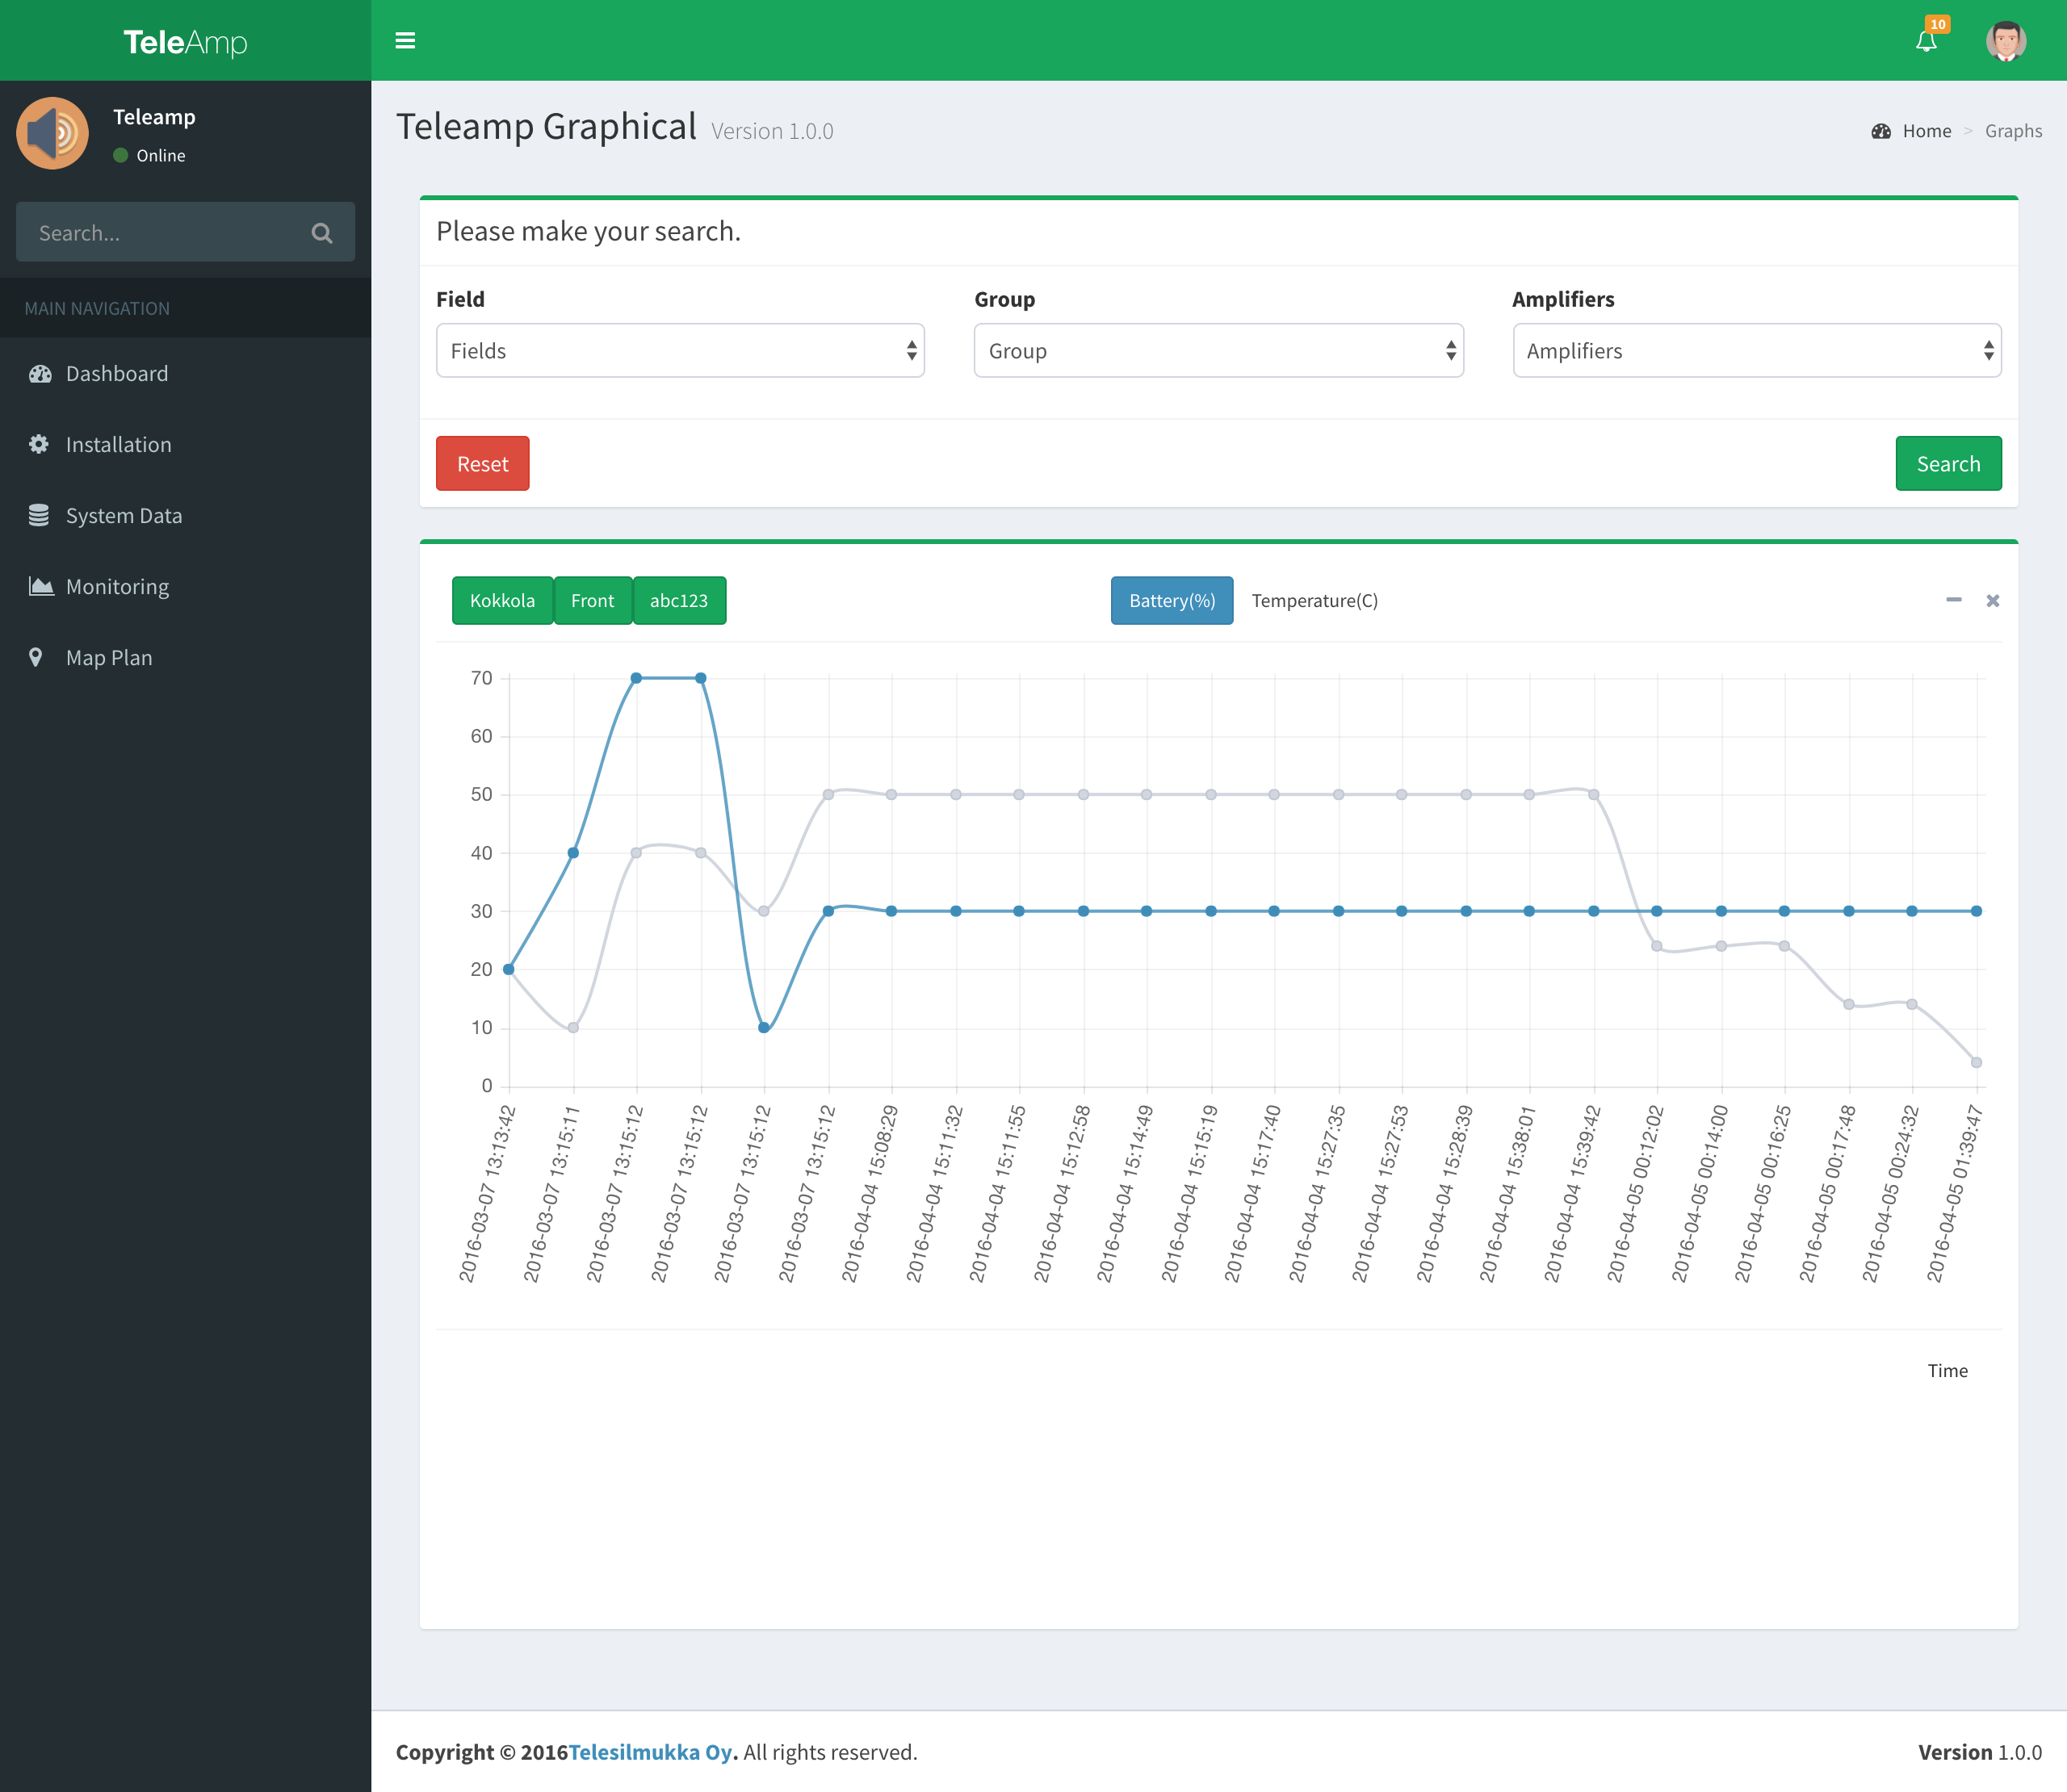 TeleAmp
10
Teleamp
Online
Search...
MAIN NAVIGATION
Dashboard
Installation
System Data
Monitoring
Map Plan
Teleamp Graphical Version 1.0.0
Home > Graphs
Please make your search.
Field Group Amplifiers
Fields Group Amplifiers
Reset Search
Kokkola Front abc123 Battery(%) Temperature(C)
70
60
50
40
30
20
10
0
2016-03-07 13:13:42
2016-03-07 13:15:11
2016-03-07 13:15:12
2016-03-07 13:15:12
2016-03-07 13:15:12
2016-03-07 13:15:12
2016-04-04 15:08:29
2016-04-04 15:11:32
2016-04-04 15:11:55
2016-04-04 15:12:58
2016-04-04 15:14:49
2016-04-04 15:15:19
2016-04-04 15:17:40
2016-04-04 15:27:35
2016-04-04 15:27:53
2016-04-04 15:28:39
2016-04-04 15:38:01
2016-04-04 15:39:42
2016-04-05 00:12:02
2016-04-05 00:14:00
2016-04-05 00:16:25
2016-04-05 00:17:48
2016-04-05 00:24:32
2016-04-05 01:39:47
Time
Copyright © 2016Telesilmukka Oy. All rights reserved.
Version 1.0.0